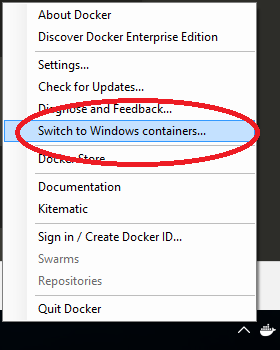 About Docker
Discover Docker Enterprise Edition
Settings...
Check for Updates...
Diagnose and Feedback...
Switch to Windows containers...
Docker Store
Documentation
Kitematic
Sign in / Create Docker ID...
Swarms
Repositories
Quit Docker